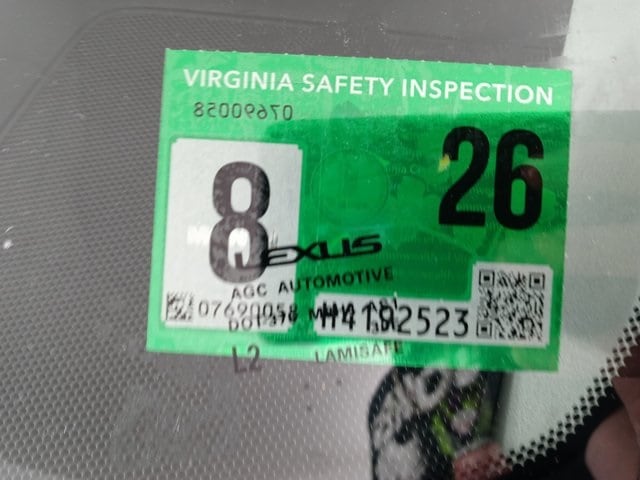 VIRGINIA SAFETY INSPECTION
07690058
8 26
LEXUS
AGC AUTOMOTIVE
07690058 H4192523
L2 LAMISAFE